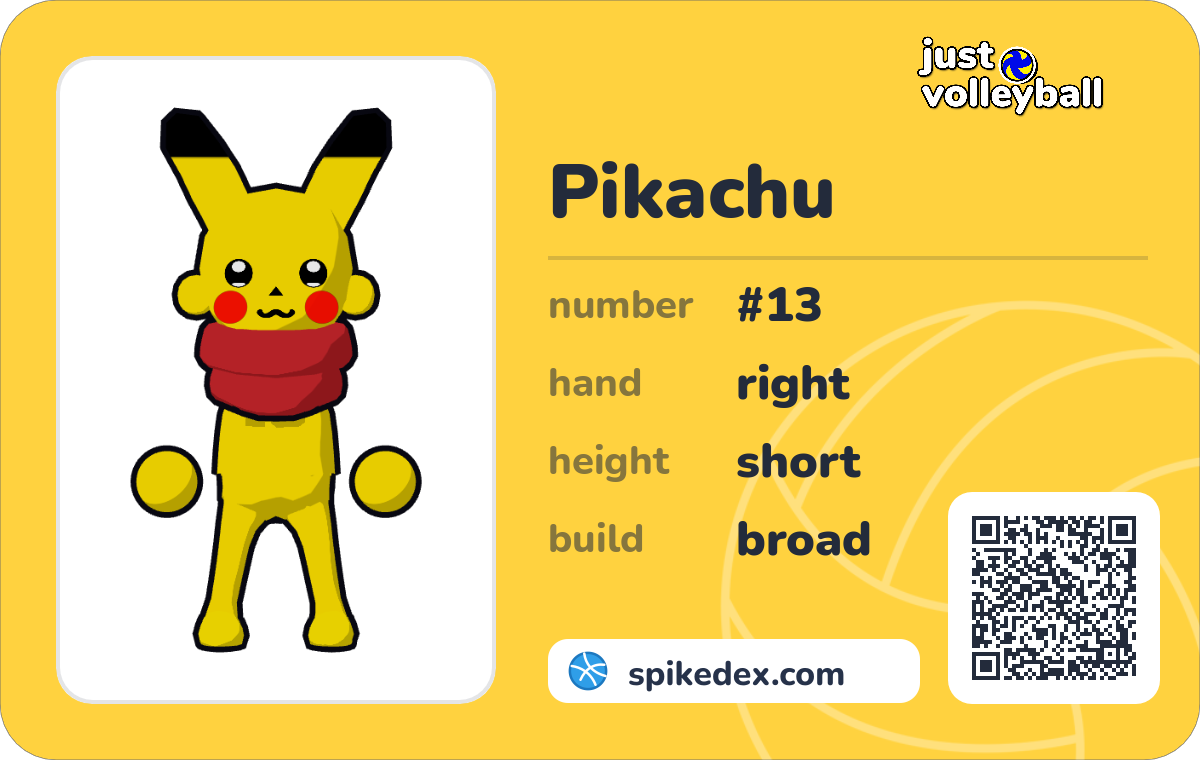 just
volleyball
Pikachu
number #13
hand right
height short
build broad
spikedex.com